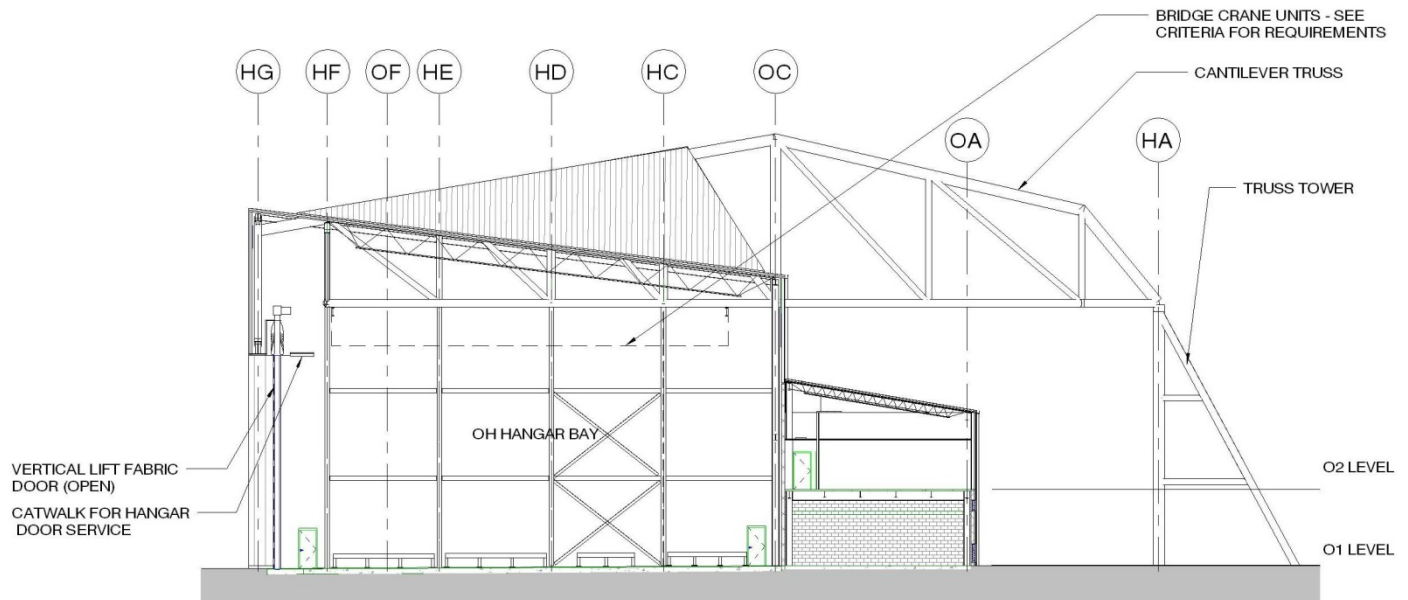 BRIDGE CRANE UNITS - SEE
CRITERIA FOR REQUIREMENTS
HG
HF
OF
HE
HD
HC
OC
CANTILEVER TRUSS
OA
HA
TRUSS TOWER
OH HANGAR BAY
VERTICAL LIFT FABRIC
DOOR (OPEN)
CATWALK FOR HANGAR
DOOR SERVICE
O2 LEVEL
O1 LEVEL